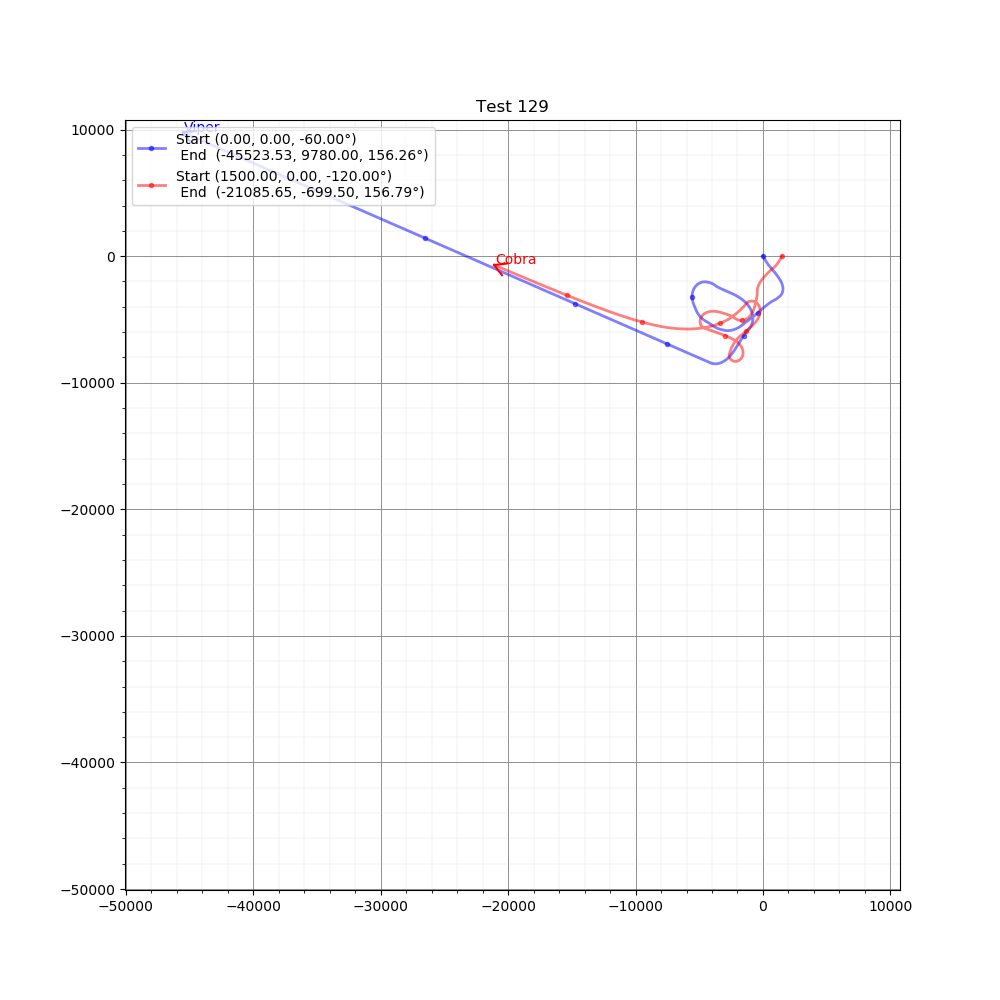 Test 129
Viper
Start (0.00, 0.00, -60.00°)
End  (-45523.53, 9780.00, 156.26°)
Start (1500.00, 0.00, -120.00°)
End  (-21085.65, -699.50, 156.79°)
Cobra
10000
0
−10000
−20000
−30000
−40000
−50000
−50000 −40000 −30000 −20000 −10000 0 10000